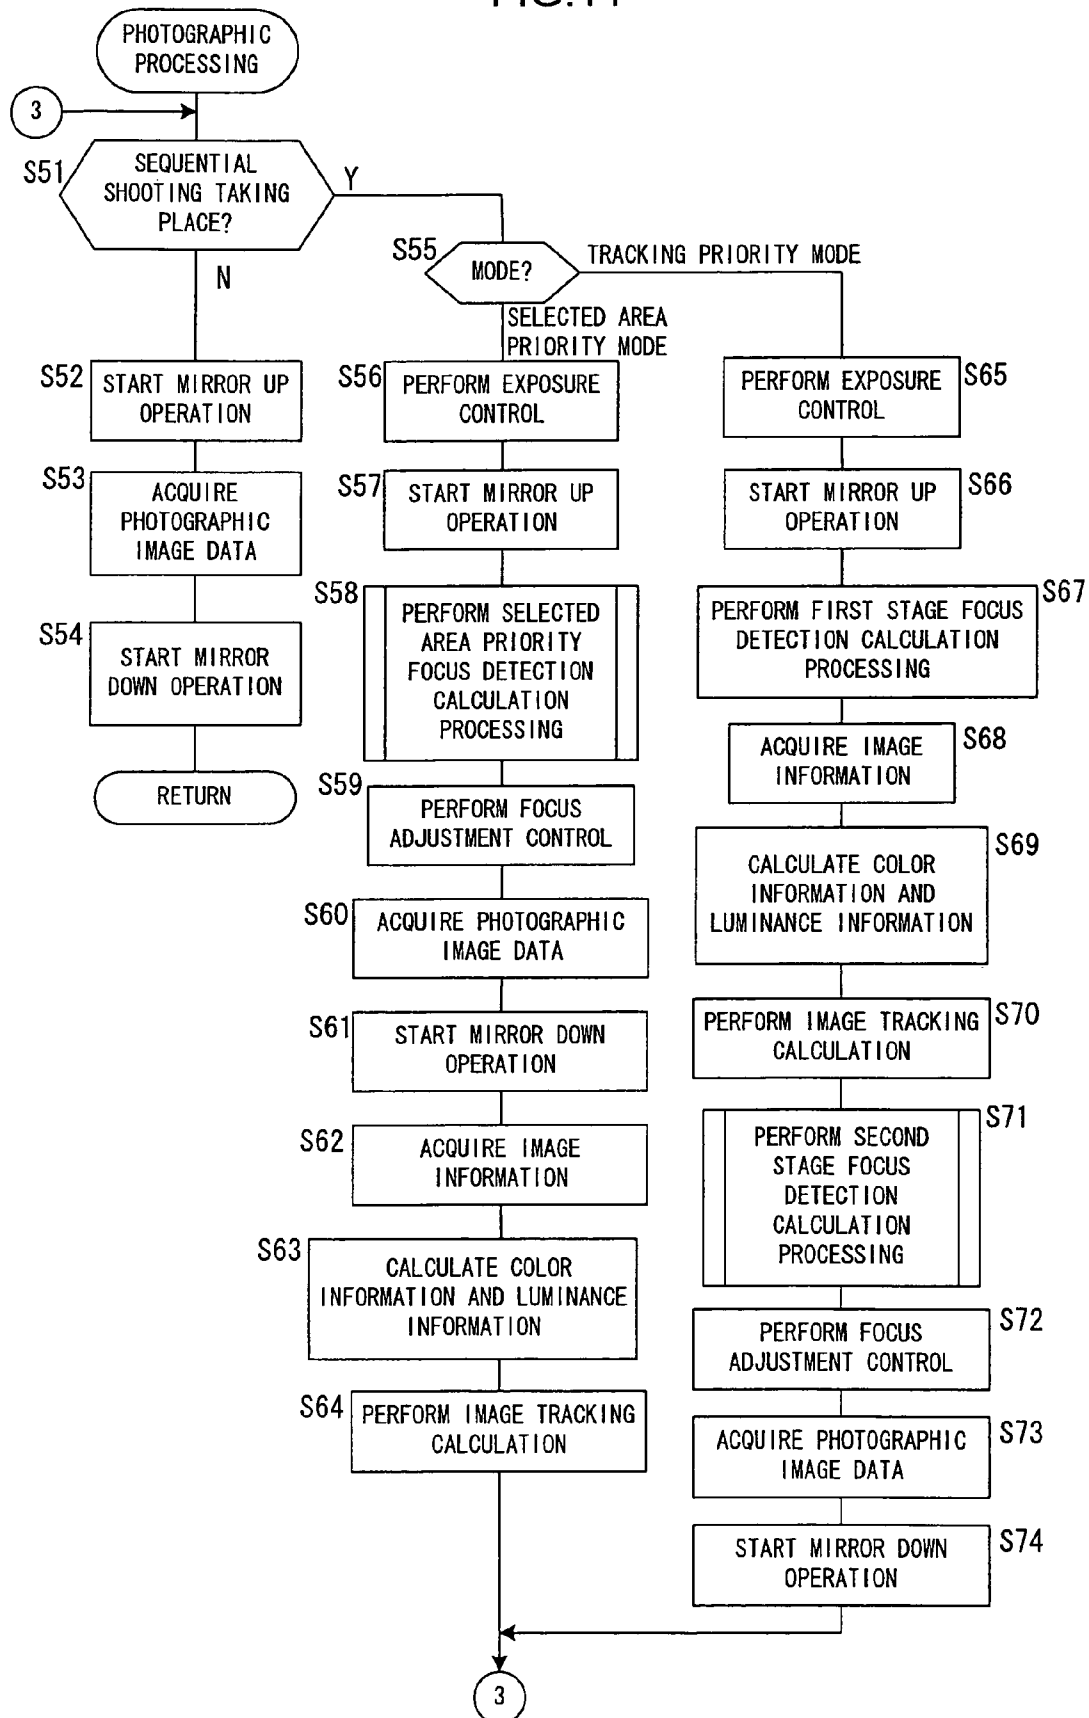 FIG.11
PHOTOGRAPHIC
PROCESSING
3
S51
SEQUENTIAL
SHOOTING TAKING
PLACE?
Y
N
S52
START MIRROR UP
OPERATION
S53
ACQUIRE
PHOTOGRAPHIC
IMAGE DATA
S54
START MIRROR
DOWN OPERATION
RETURN
S55
MODE?
TRACKING PRIORITY MODE
SELECTED AREA
PRIORITY MODE
S56
PERFORM EXPOSURE
CONTROL
S57
START MIRROR UP
OPERATION
S58
PERFORM SELECTED
AREA PRIORITY
FOCUS DETECTION
CALCULATION
PROCESSING
S59
PERFORM FOCUS
ADJUSTMENT CONTROL
S60
ACQUIRE PHOTOGRAPHIC
IMAGE DATA
S61
START MIRROR DOWN
OPERATION
S62
ACQUIRE IMAGE
INFORMATION
S63
CALCULATE COLOR
INFORMATION AND LUMINANCE
INFORMATION
S64
PERFORM IMAGE TRACKING
CALCULATION
S65
PERFORM EXPOSURE
CONTROL
S66
START MIRROR UP
OPERATION
S67
PERFORM FIRST STAGE FOCUS
DETECTION CALCULATION
PROCESSING
S68
ACQUIRE IMAGE
INFORMATION
S69
CALCULATE COLOR
INFORMATION AND
LUMINANCE INFORMATION
S70
PERFORM IMAGE TRACKING
CALCULATION
S71
PERFORM SECOND
STAGE FOCUS
DETECTION
CALCULATION
PROCESSING
S72
PERFORM FOCUS
ADJUSTMENT CONTROL
S73
ACQUIRE PHOTOGRAPHIC
IMAGE DATA
S74
START MIRROR DOWN
OPERATION
3